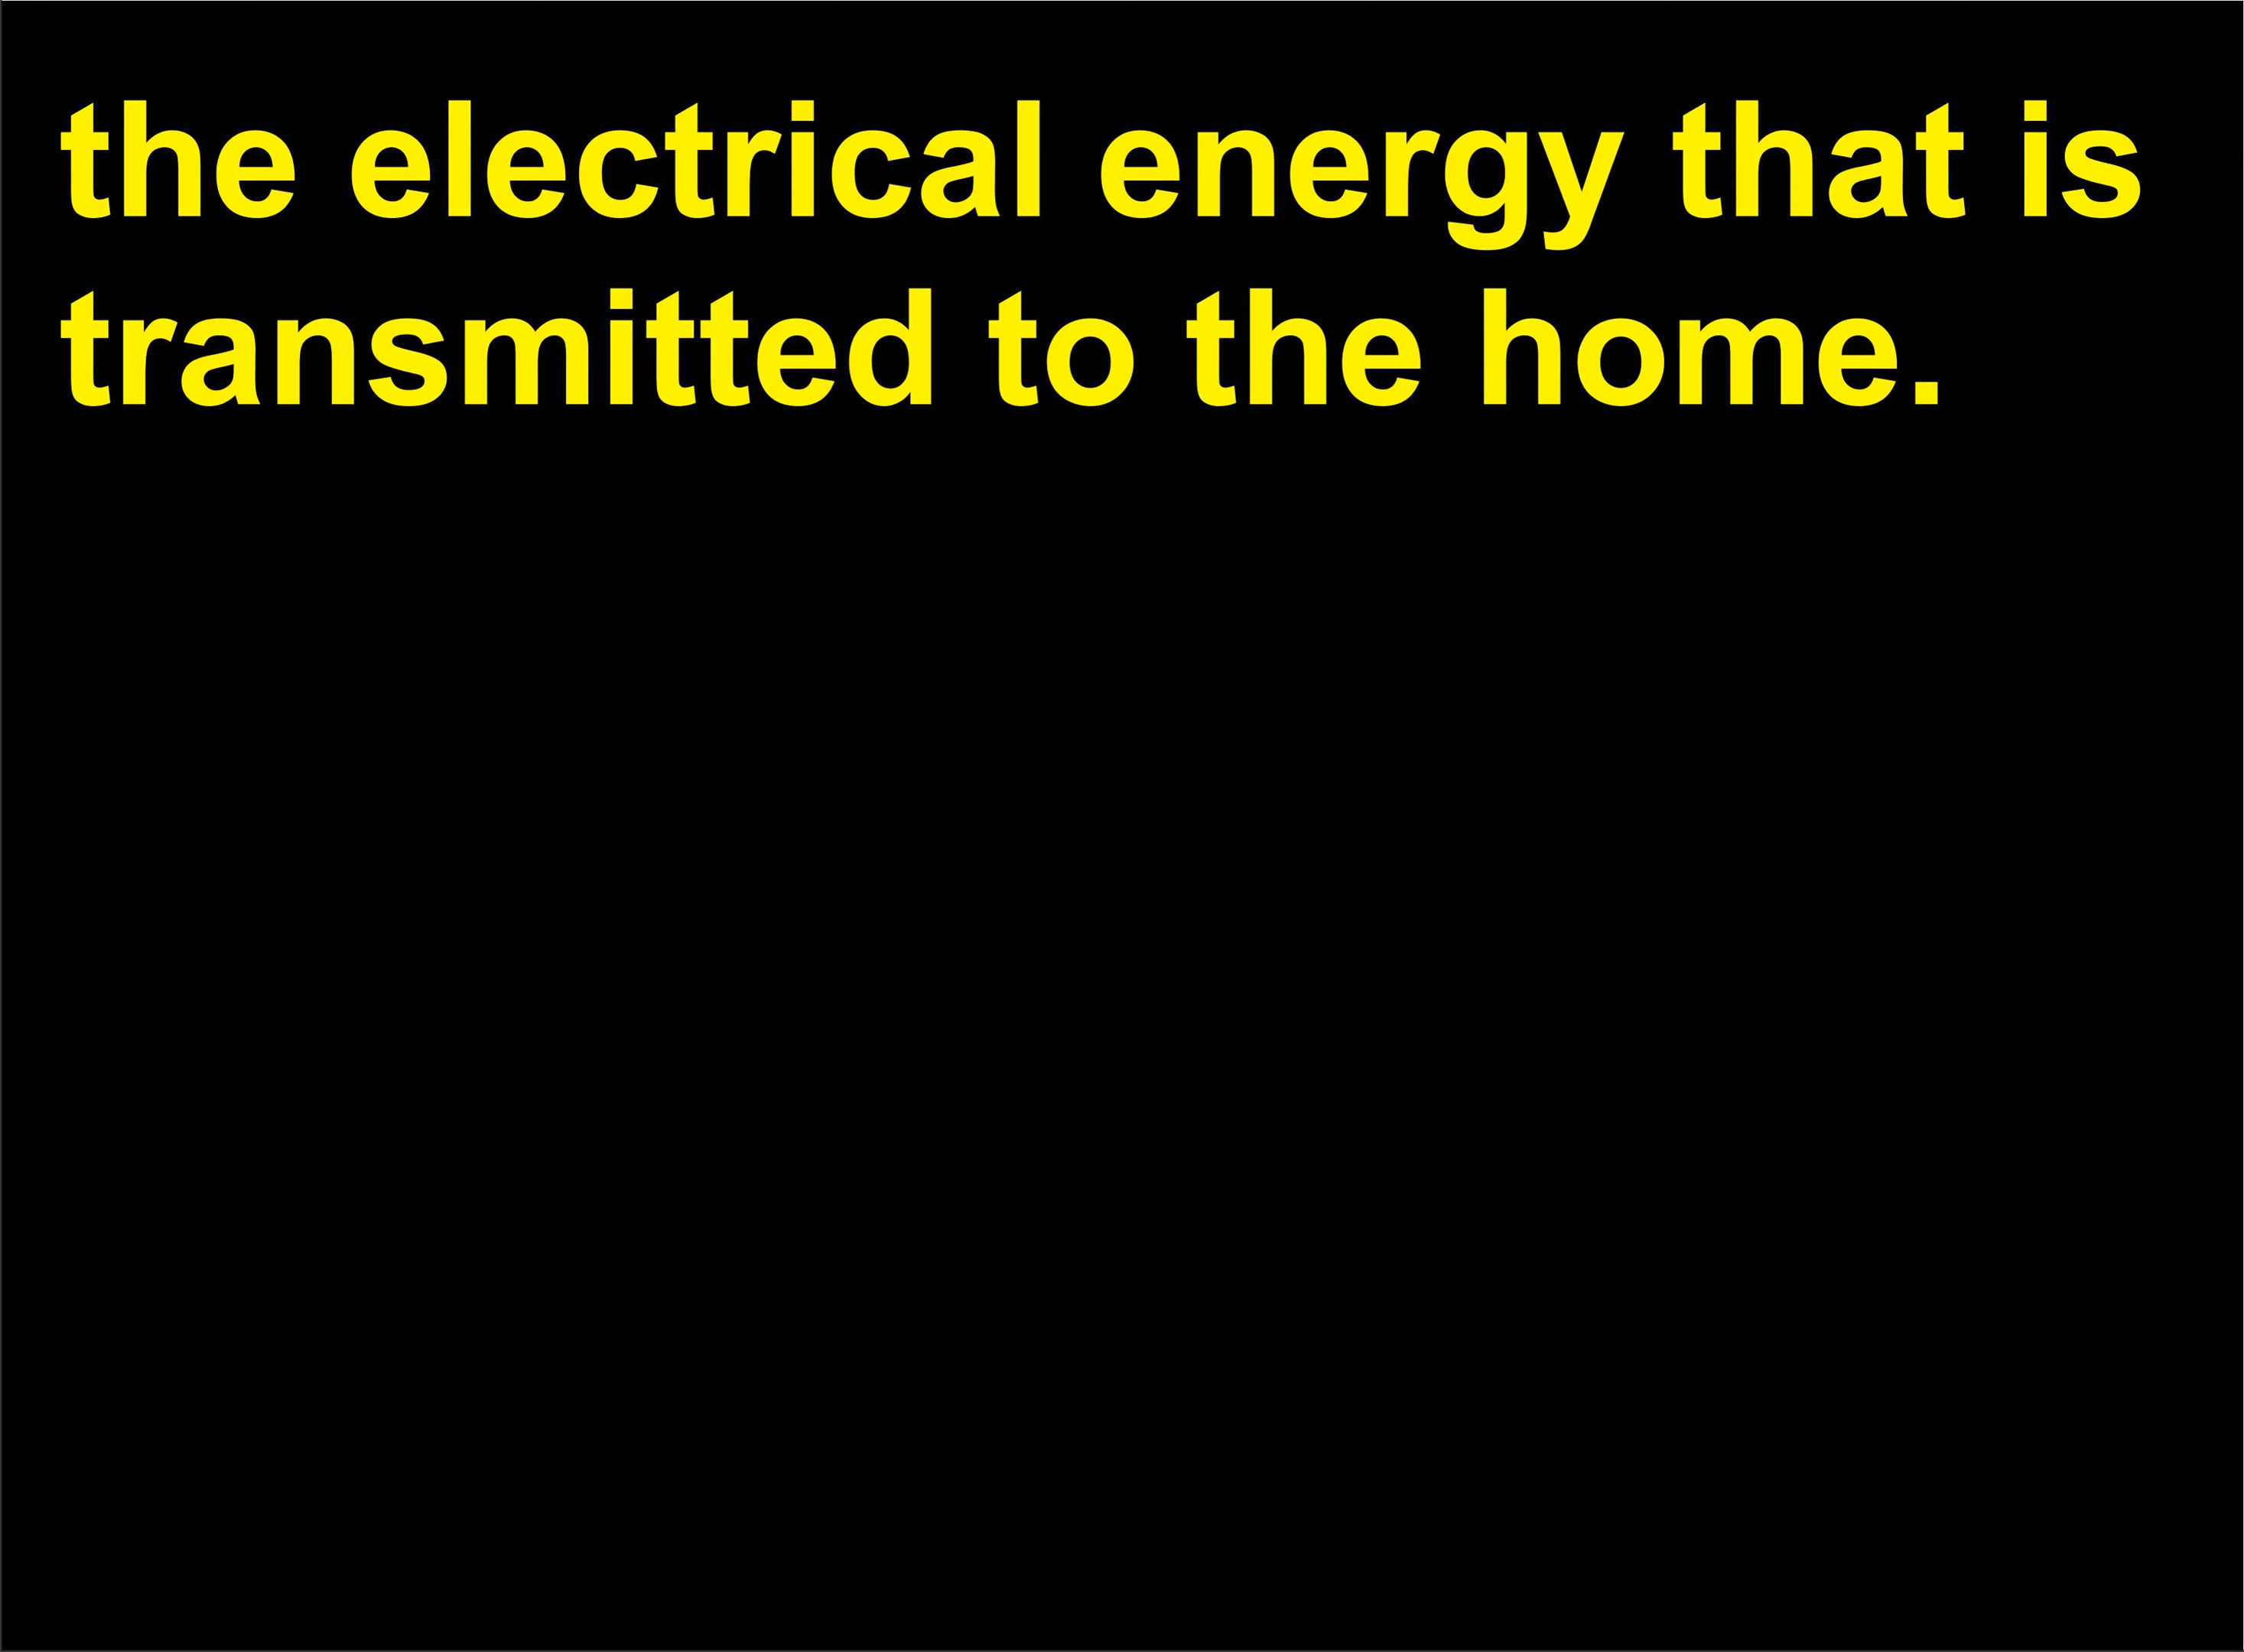 the electrical energy that is
transmitted to the home.